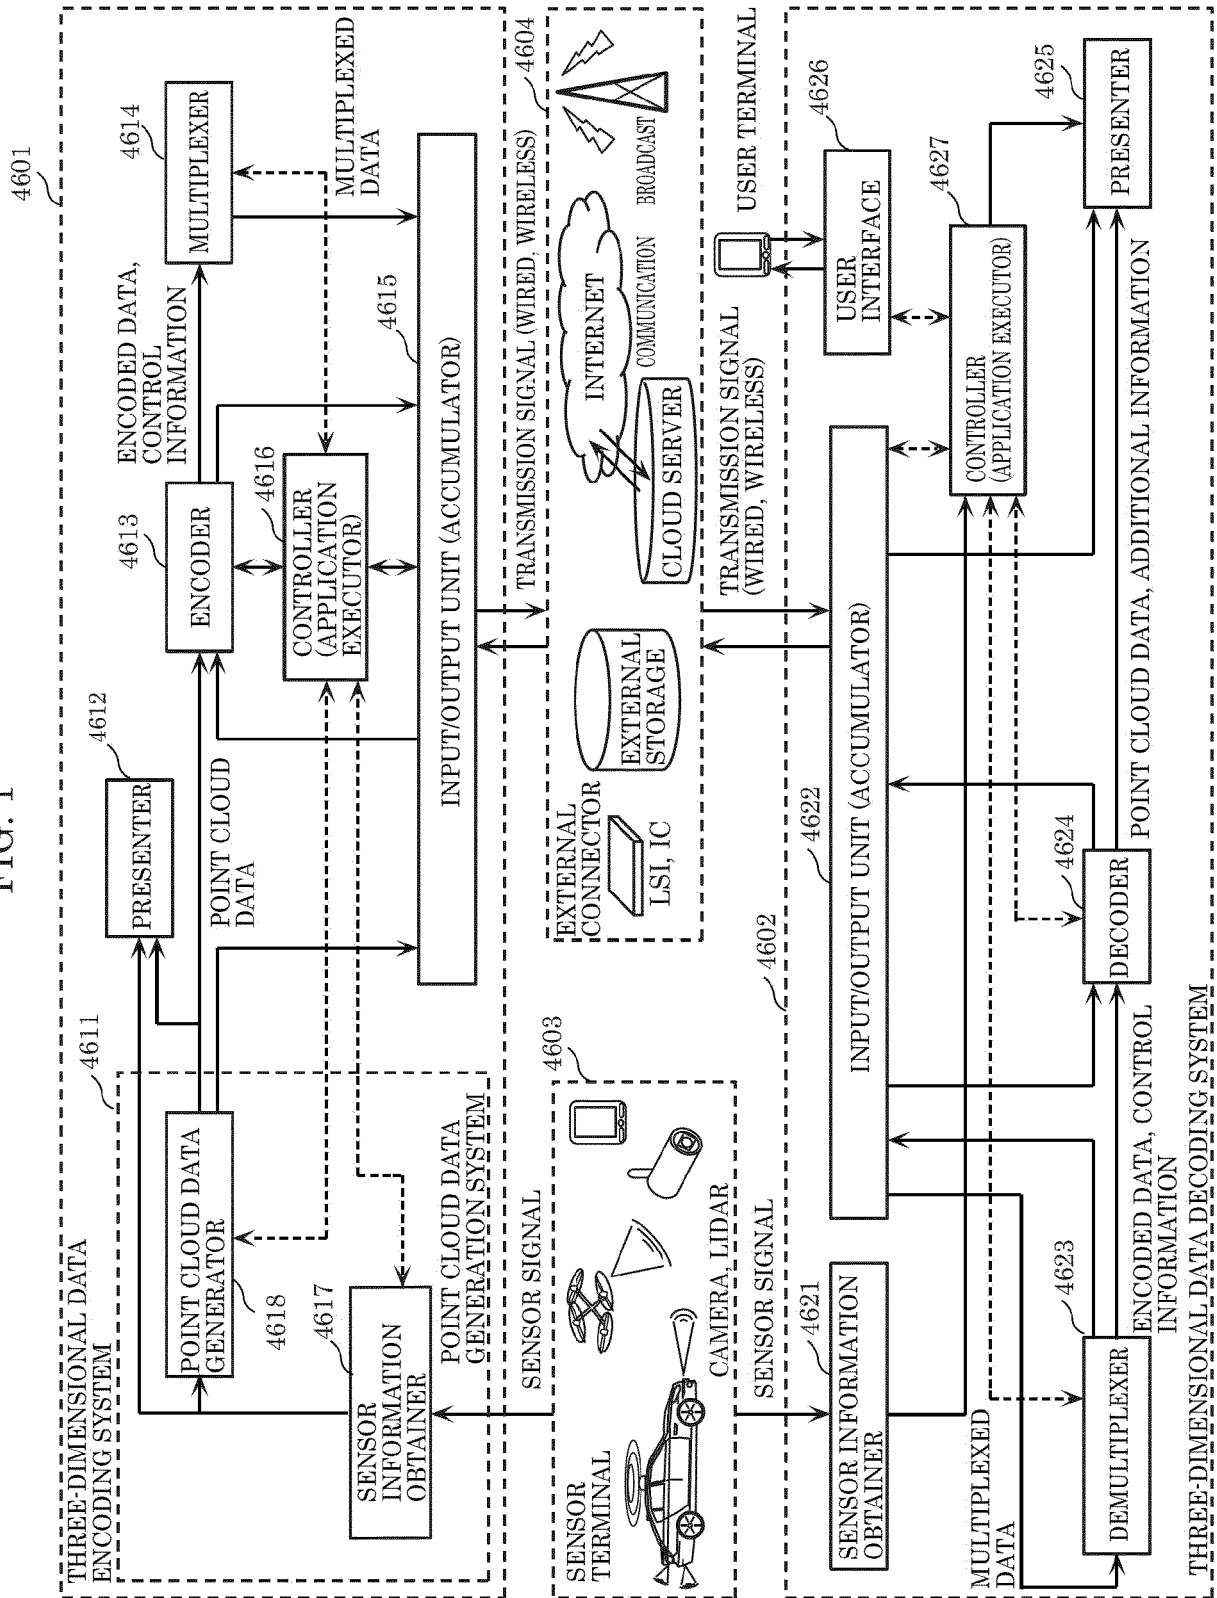 FIG. 1
4601
THREE-DIMENSIONAL DATA
ENCODING SYSTEM
4611
POINT CLOUD DATA
GENERATOR
4618
4617
SENSOR
INFORMATION
OBTAINER
POINT CLOUD DATA
GENERATION SYSTEM
4612
PRESENTER
POINT CLOUD
DATA
4613
ENCODER
ENCODED DATA,
CONTROL
INFORMATION
4614
MULTIPLEXER
MULTIPLEXED
DATA
4616
CONTROLLER
(APPLICATION
EXECUTOR)
4615
INPUT/OUTPUT UNIT (ACCUMULATOR)
SENSOR SIGNAL
TRANSMISSION SIGNAL (WIRED, WIRELESS)
4603
SENSOR
TERMINAL
CAMERA, LIDAR
4604
EXTERNAL
CONNECTOR
LSI, IC
EXTERNAL
STORAGE
CLOUD SERVER
INTERNET
COMMUNICATION
BROADCAST
SENSOR SIGNAL
TRANSMISSION SIGNAL
(WIRED, WIRELESS)
USER TERMINAL
4602
4621
SENSOR INFORMATION
OBTAINER
4622
INPUT/OUTPUT UNIT (ACCUMULATOR)
4626
USER
INTERFACE
4627
CONTROLLER
(APPLICATION EXECUTOR)
MULTIPLEXED
DATA
4623
DEMULTIPLEXER
ENCODED DATA, CONTROL
INFORMATION
4624
DECODER
POINT CLOUD DATA, ADDITIONAL INFORMATION
4625
PRESENTER
THREE-DIMENSIONAL DATA DECODING SYSTEM